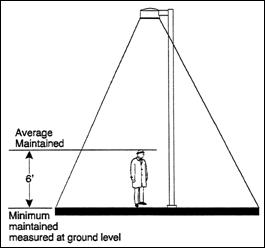 Average
Maintained
6'
Minimum
maintained
measured at ground level